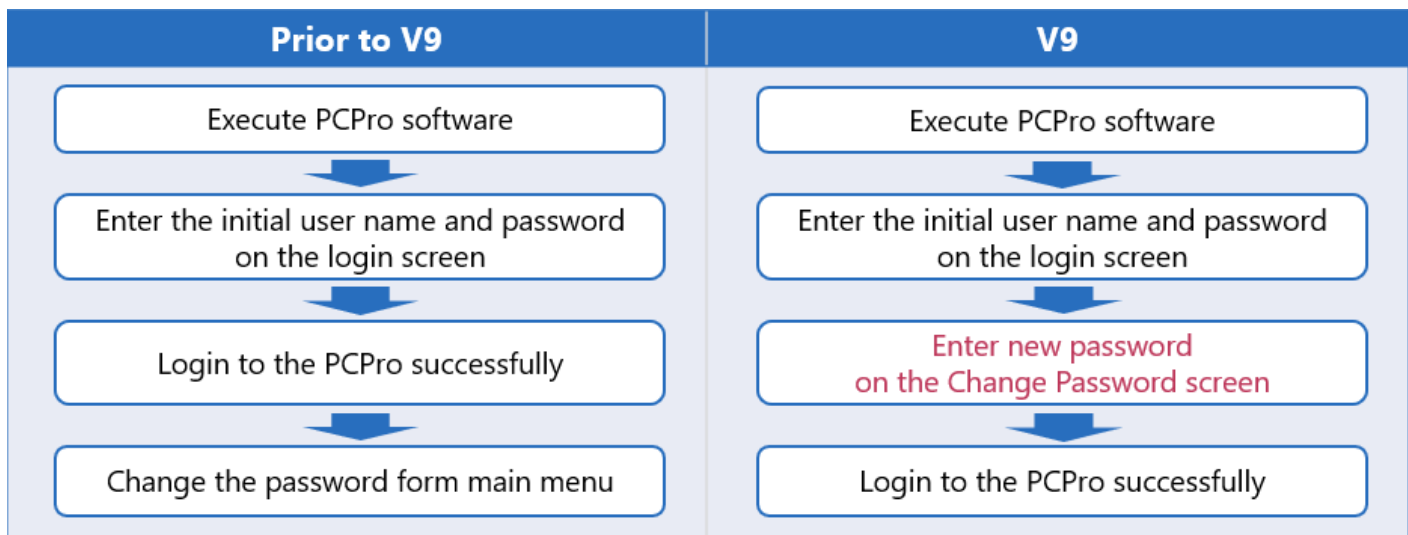 Prior to V9
Execute PCPro software
Enter the initial user name and password
on the login screen
Login to the PCPro successfully
Change the password form main menu
V9
Execute PCPro software
Enter the initial user name and password
on the login screen
Enter new password
on the Change Password screen
Login to the PCPro successfully